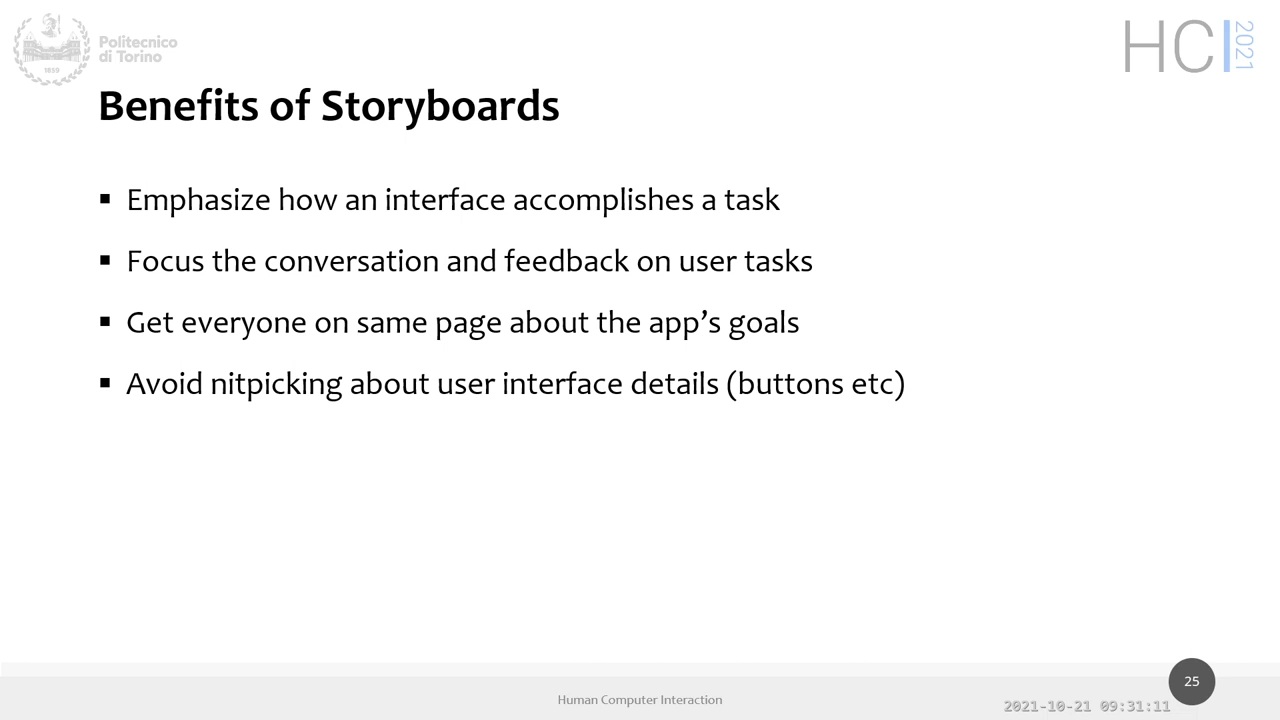 Politecnico
di Torino
1859
HCI 2021
Benefits of Storyboards
▪ Emphasize how an interface accomplishes a task
▪ Focus the conversation and feedback on user tasks
▪ Get everyone on same page about the app’s goals
▪ Avoid nitpicking about user interface details (buttons etc)
25
Human Computer Interaction
2021-10-21 09:31:11